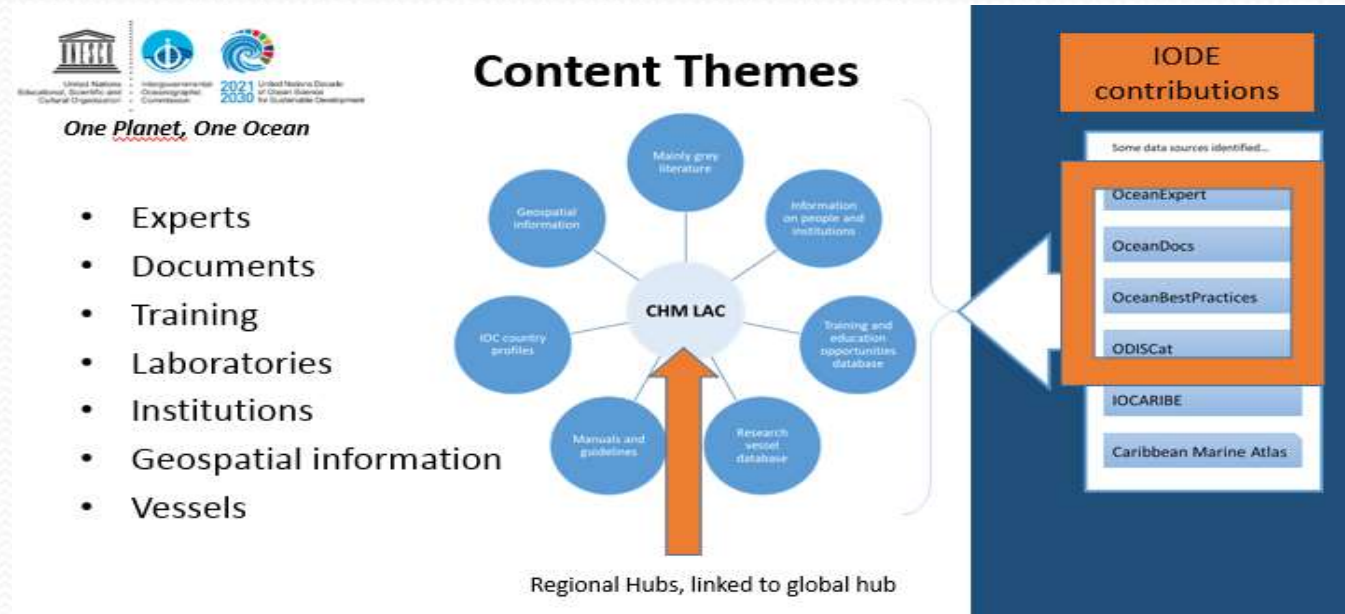 United Nations
Educational, Scientific and
Cultural Organization
Intergovernmental
Oceanographic
Commission
2021
2030
United Nations Decade
of Ocean Science
for Sustainable Development
One Planet, One Ocean
Content Themes
• Experts
• Documents
• Training
• Laboratories
• Institutions
• Geospatial information
• Vessels
Mainly grey
literature
Information
on people and
institutions
Training and
education
opportunities
database
Research
vessel
database
Manuals and
guidelines
IOC country
profiles
Geospatial
information
CHM LAC
Regional Hubs, linked to global hub
IODE
contributions
Some data sources identified...
OceanExpert
OceanDocs
OceanBestPractices
ODISCat
IOCARIBE
Caribbean Marine Atlas